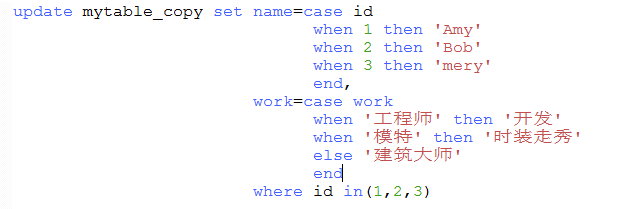 update mytable_copy set name=case id
when 1 then 'Amy'
when 2 then 'Bob'
when 3 then 'mery'
end,
work=case work
when '工程师' then '开发'
when '模特' then '时装走秀'
else '建筑大师'
end
where id in(1,2,3)